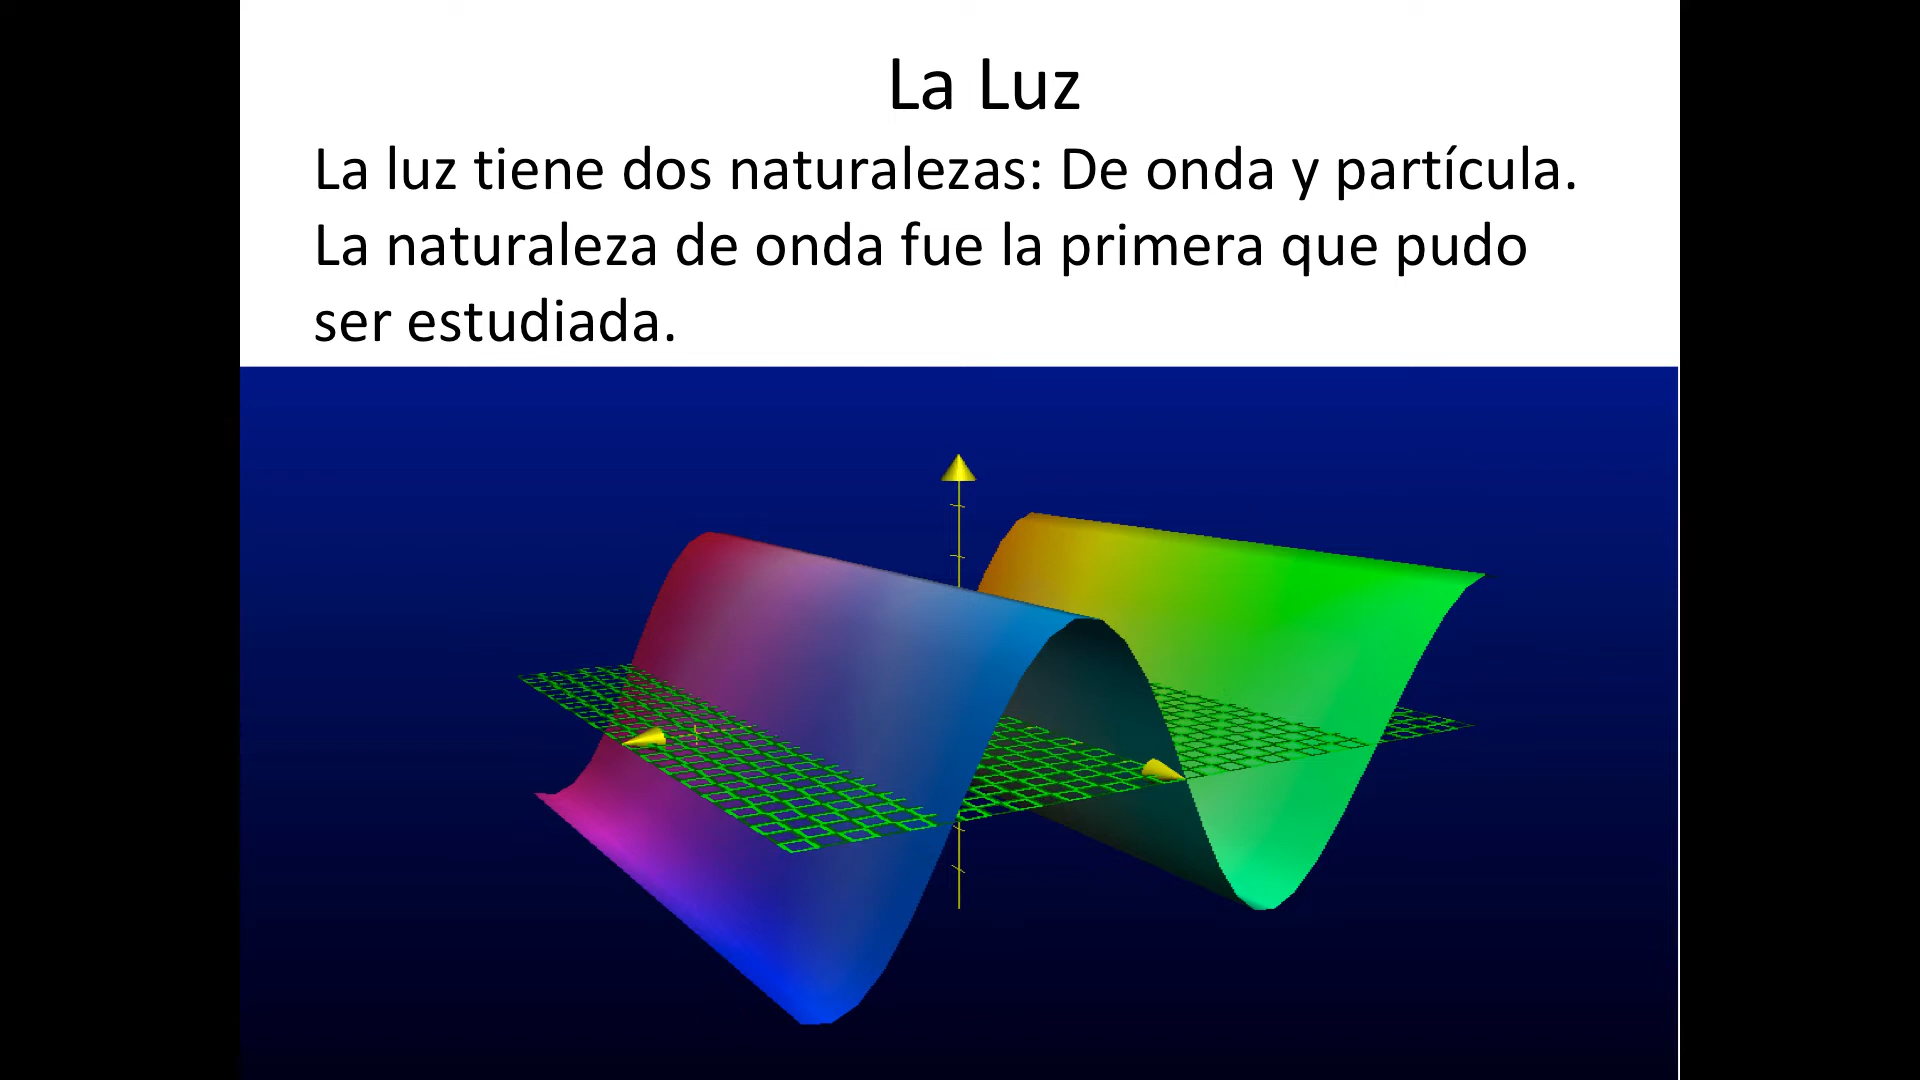 La Luz
La luz tiene dos naturalezas: De onda y partícula.
La naturaleza de onda fue la primera que pudo
ser estudiada.